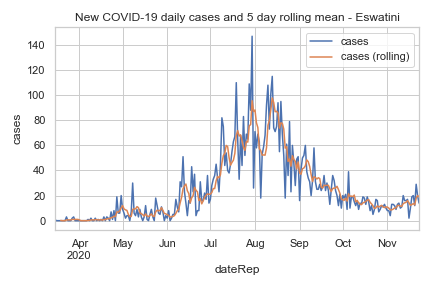 New COVID-19 daily cases and 5 day rolling mean - Eswatini
cases
cases (rolling)
140
120
100
80
60
40
20
0
cases
Apr May Jun Jul Aug Sep Oct Nov
2020
dateRep